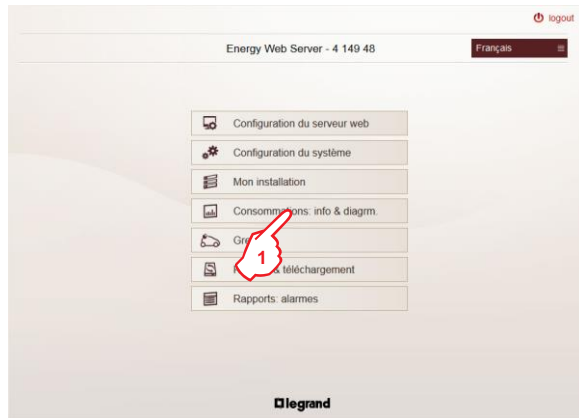 logout
Energy Web Server - 4 149 48
Français
Configuration du serveur web
Configuration du système
Mon installation
Consommations: info & diagrm.
Gre
1
& téléchargement
Rapports: alarmes
legrand